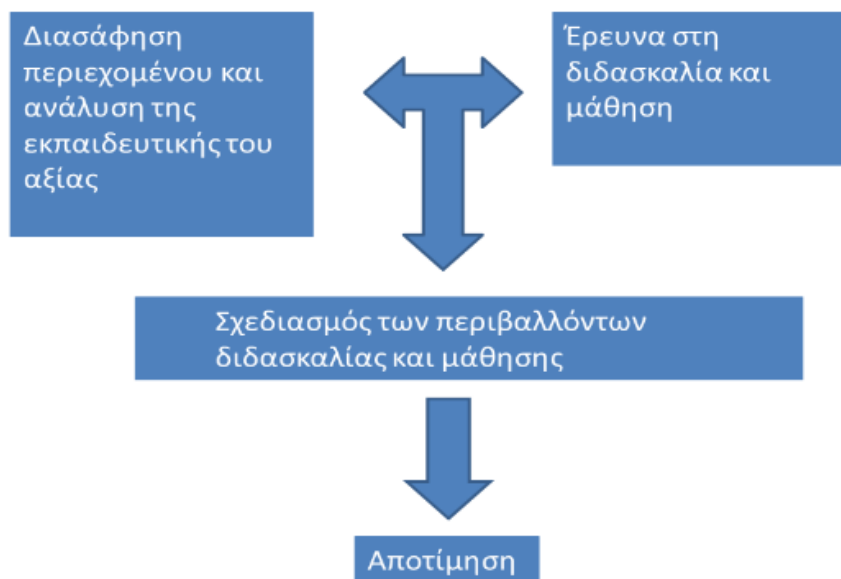 Διασάφηση
περιεχομένου και
ανάλυση της
εκπαιδευτικής του
αξίας
Έρευνα στη
διδασκαλία και
μάθηση
Σχεδιασμός των περιβαλλόντων
διδασκαλίας και μάθησης
Αποτίμηση